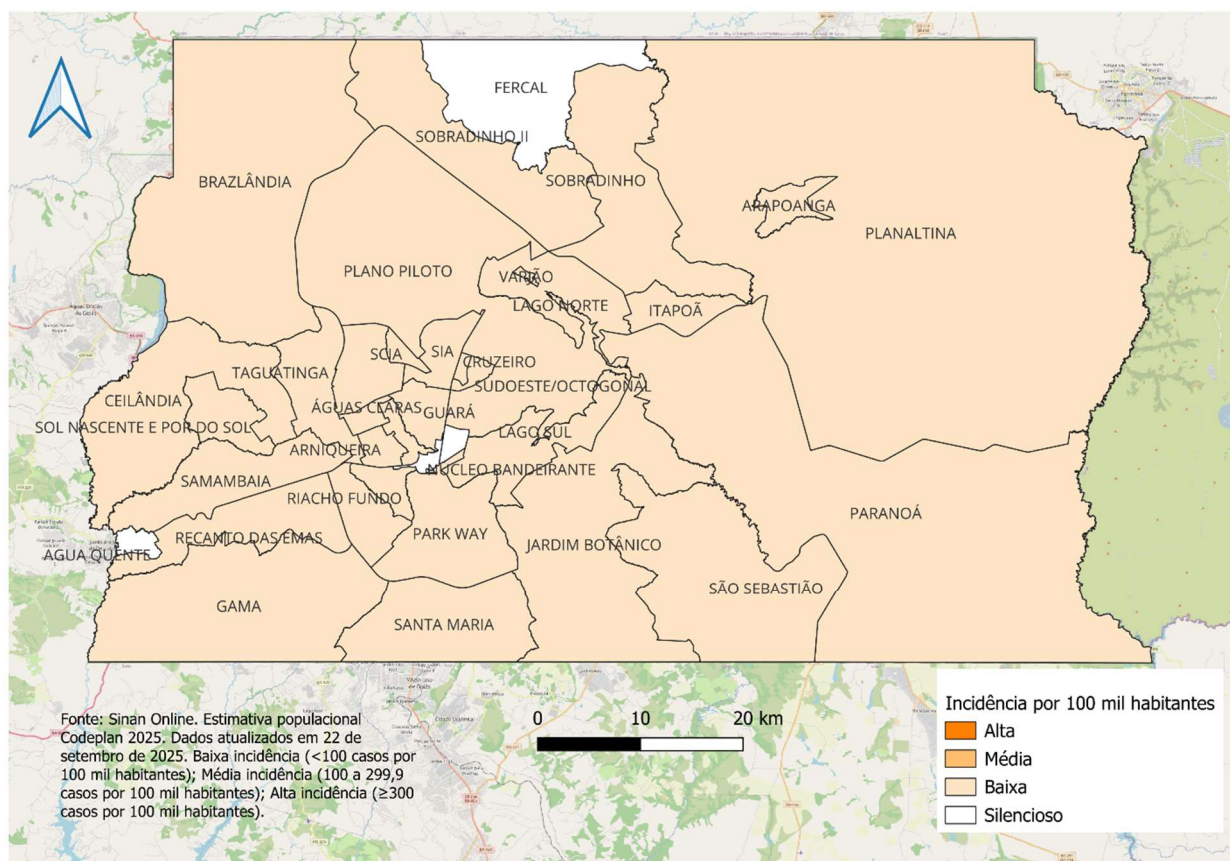 FERCAL
SOBRADINHO II
BRAZLÂNDIA
SOBRADINHO
ARAPOANGA
PLANALTINA
PLANO PILOTO
VARJÃO
LAGO NORTE
ITAPOÃ
SCIA
SIA
CRUZEIRO
TAGUATINGA
SUDOESTE/OCTOGONAL
CEILÂNDIA
ÁGUAS CLARAS
GUARÁ
SOL NASCENTE E POR DO SOL
LAGO SUL
ARNIQUEIRA
NÚCLEO BANDEIRANTE
SAMAMBAIA
RIACHO FUNDO
PARANOÁ
RECANTO DAS EMAS
PARK WAY
JARDIM BOTÂNICO
AGUA QUENTE
SÃO SEBASTIÃO
GAMA
SANTA MARIA
Fonte: Sinan Online. Estimativa populacional
Codeplan 2025. Dados atualizados em 22 de
setembro de 2025. Baixa incidência (<100 casos por
100 mil habitantes); Média incidência (100 a 299,9
casos por 100 mil habitantes); Alta incidência (≥300
casos por 100 mil habitantes).
0 10 20 km
Incidência por 100 mil habitantes
Alta
Média
Baixa
Silencioso